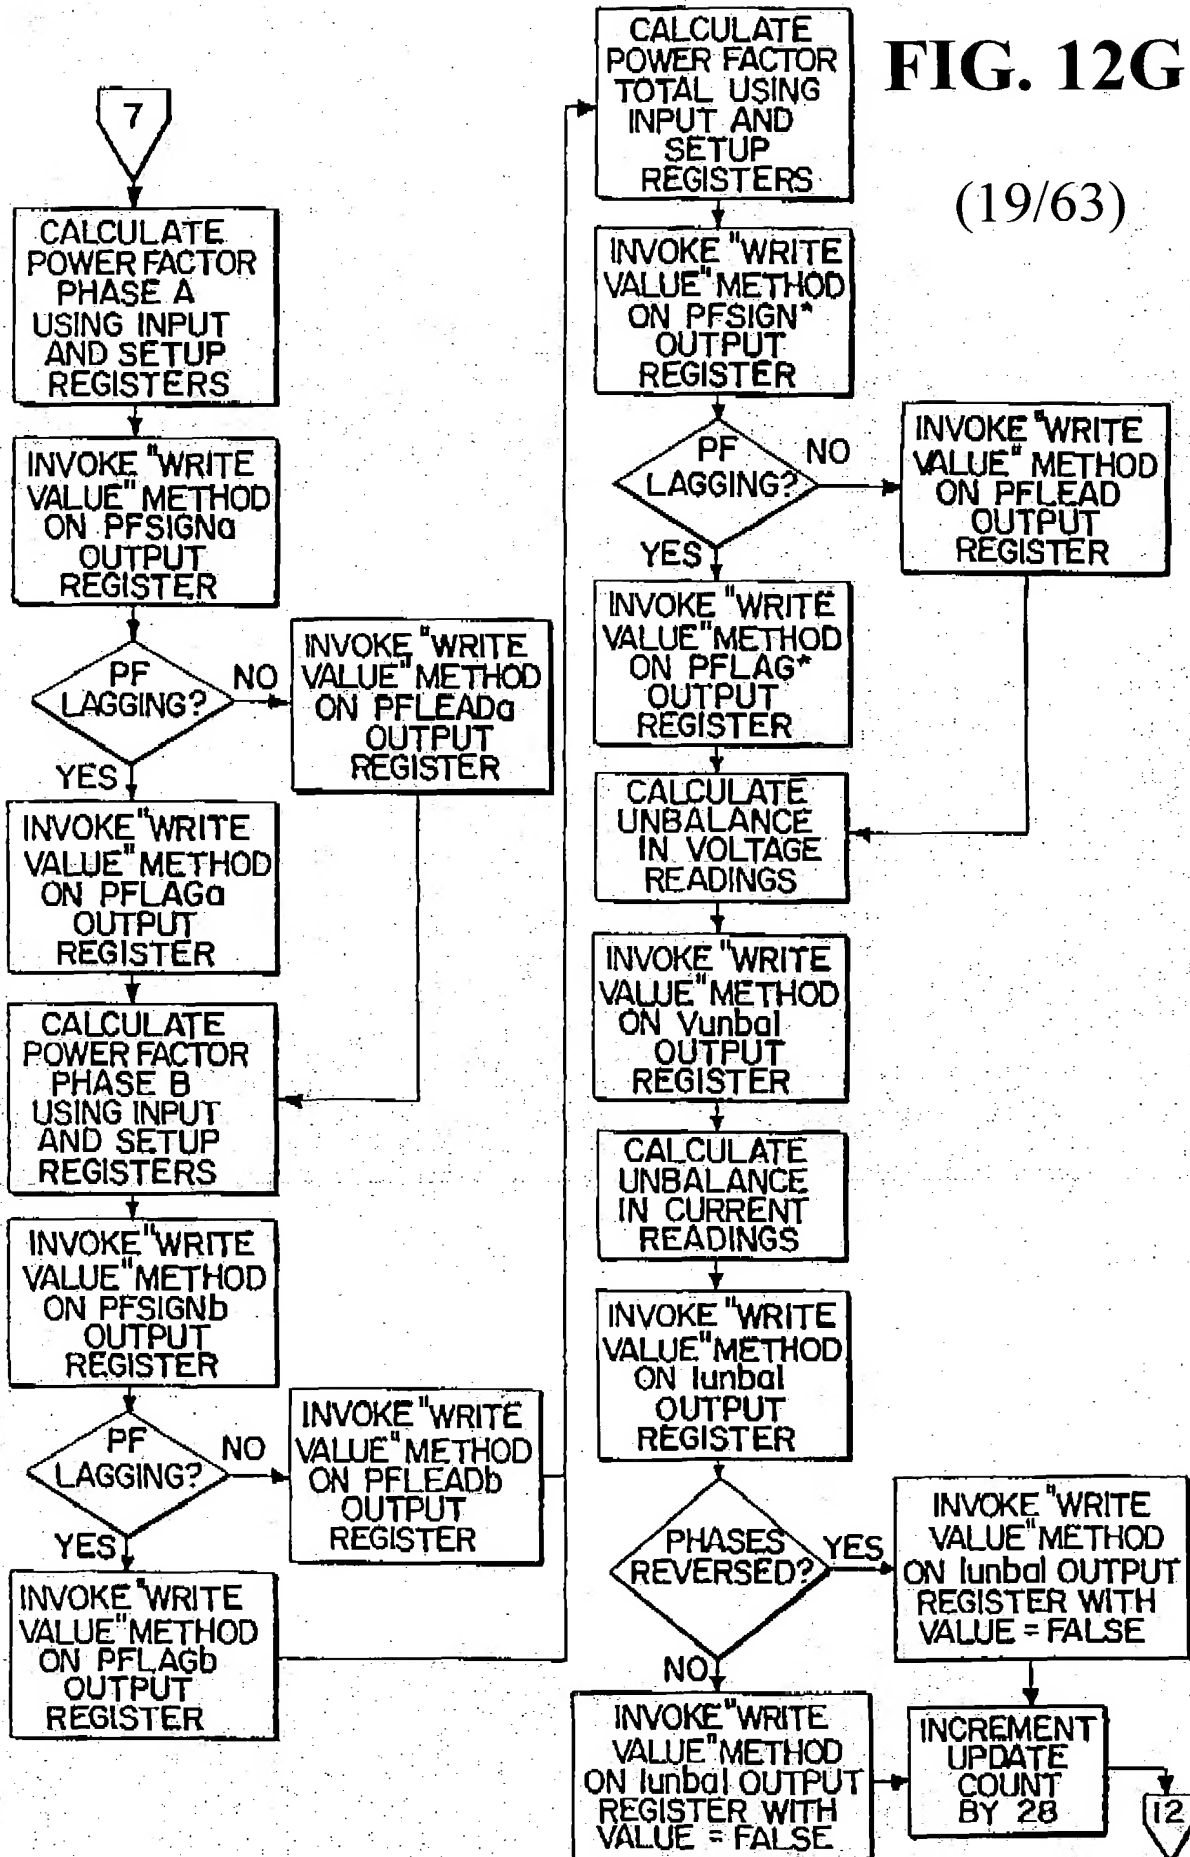 FIG. 12G
(19/63)
7
CALCULATE
POWER FACTOR
PHASE A
USING INPUT
AND SETUP
REGISTERS
INVOKE "WRITE
VALUE" METHOD
ON PFSIGNa
OUTPUT
REGISTER
PF
LAGGING?
NO
YES
INVOKE "WRITE
VALUE" METHOD
ON PFLEADa
OUTPUT
REGISTER
INVOKE "WRITE
VALUE" METHOD
ON PFLAGa
OUTPUT
REGISTER
CALCULATE
POWER FACTOR
PHASE B
USING INPUT
AND SETUP
REGISTERS
INVOKE "WRITE
VALUE" METHOD
ON PFSIGNb
OUTPUT
REGISTER
PF
LAGGING?
NO
YES
INVOKE "WRITE
VALUE" METHOD
ON PFLEADb
OUTPUT
REGISTER
INVOKE "WRITE
VALUE" METHOD
ON PFLAGb
OUTPUT
REGISTER
CALCULATE
POWER FACTOR
TOTAL USING
INPUT AND
SETUP
REGISTERS
INVOKE "WRITE
VALUE" METHOD
ON PFSIGN*
OUTPUT
REGISTER
PF
LAGGING?
NO
YES
INVOKE "WRITE
VALUE" METHOD
ON PFLEAD
OUTPUT
REGISTER
INVOKE "WRITE
VALUE" METHOD
ON PFLAG*
OUTPUT
REGISTER
CALCULATE
UNBALANCE
IN VOLTAGE
READINGS
INVOKE "WRITE
VALUE" METHOD
ON Vunbal
OUTPUT
REGISTER
CALCULATE
UNBALANCE
IN CURRENT
READINGS
INVOKE "WRITE
VALUE" METHOD
ON Iunbal
OUTPUT
REGISTER
PHASES
REVERSED?
YES
NO
INVOKE "WRITE
VALUE" METHOD
ON Iunbal OUTPUT
REGISTER WITH
VALUE = FALSE
INVOKE "WRITE
VALUE" METHOD
ON Iunbal OUTPUT
REGISTER WITH
VALUE = FALSE
INCREMENT
UPDATE
COUNT
BY 28
12